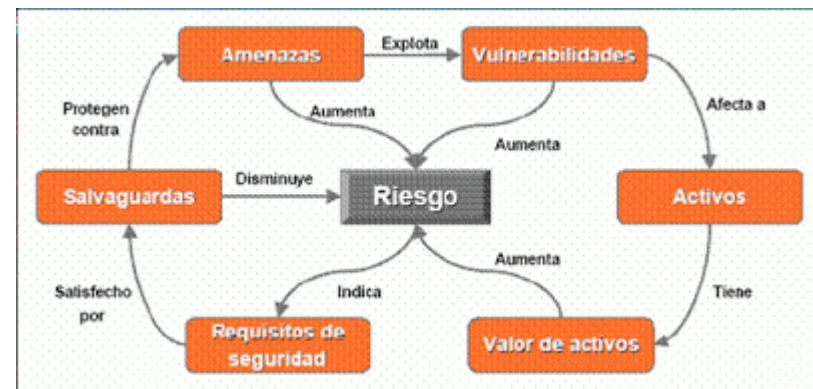 Amenazas
Explota
Vulnerabilidades
Protegen
contra
Aumenta
Aumenta
Afecta a
Salvaguardas
Disminuye
Riesgo
Activos
Satisfecho
por
Indica
Aumenta
Tiene
Requisitos de
seguridad
Valor de activos